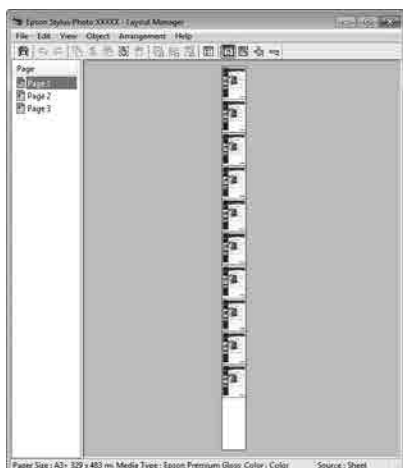 Epson Stylus Photo XXXXX - Layout Manager
File Edit View Object Arrangement Help
Page
Page 1
Page 2
Page 3
Paper Size : A3+ 329 x 483 mi, Media Type : Epson Premium Gloss, Color : Color Source : Sheet